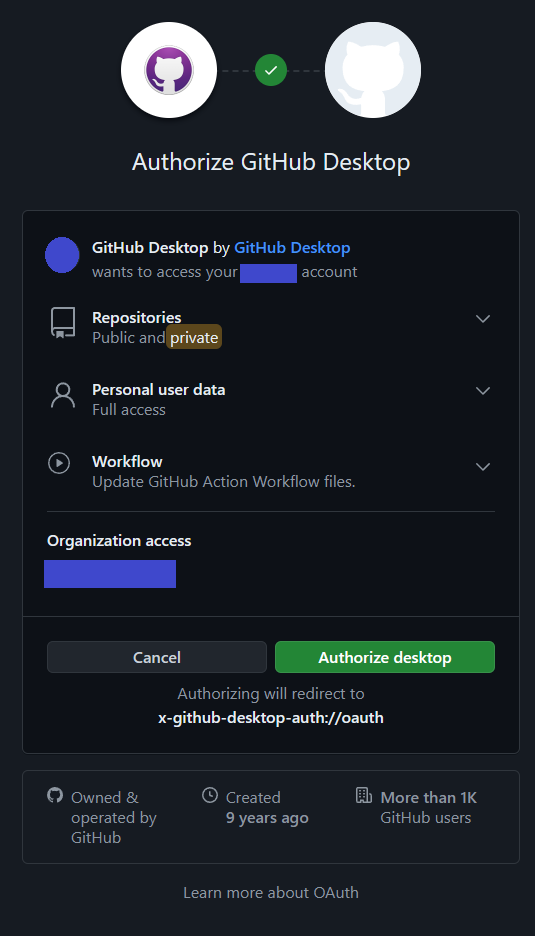 Authorize GitHub Desktop
GitHub Desktop by GitHub Desktop
wants to access your account
Repositories
Public and private
Personal user data
Full access
Workflow
Update GitHub Action Workflow files.
Organization access
Cancel
Authorize desktop
Authorizing will redirect to
x-github-desktop-auth://oauth
Owned &
operated by
GitHub
Created
9 years ago
More than 1K
GitHub users
Learn more about OAuth